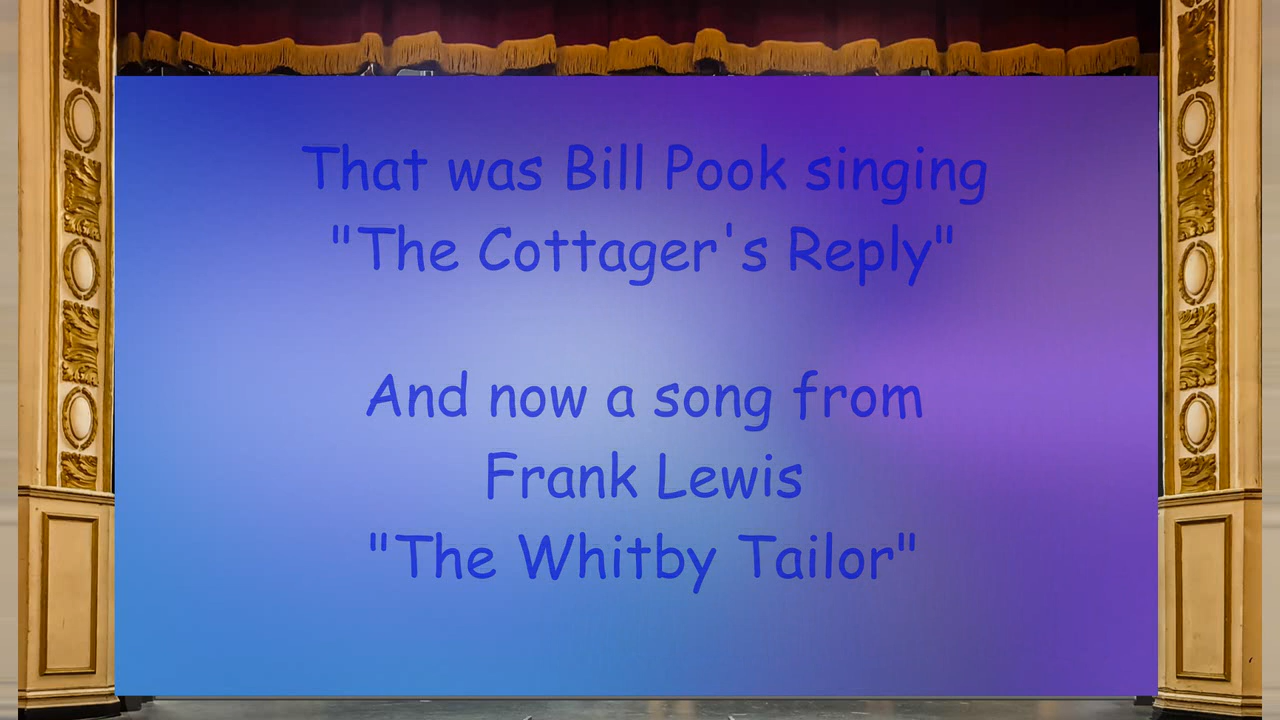 That was Bill Pook singing
"The Cottager's Reply"
And now a song from
Frank Lewis
"The Whitby Tailor"